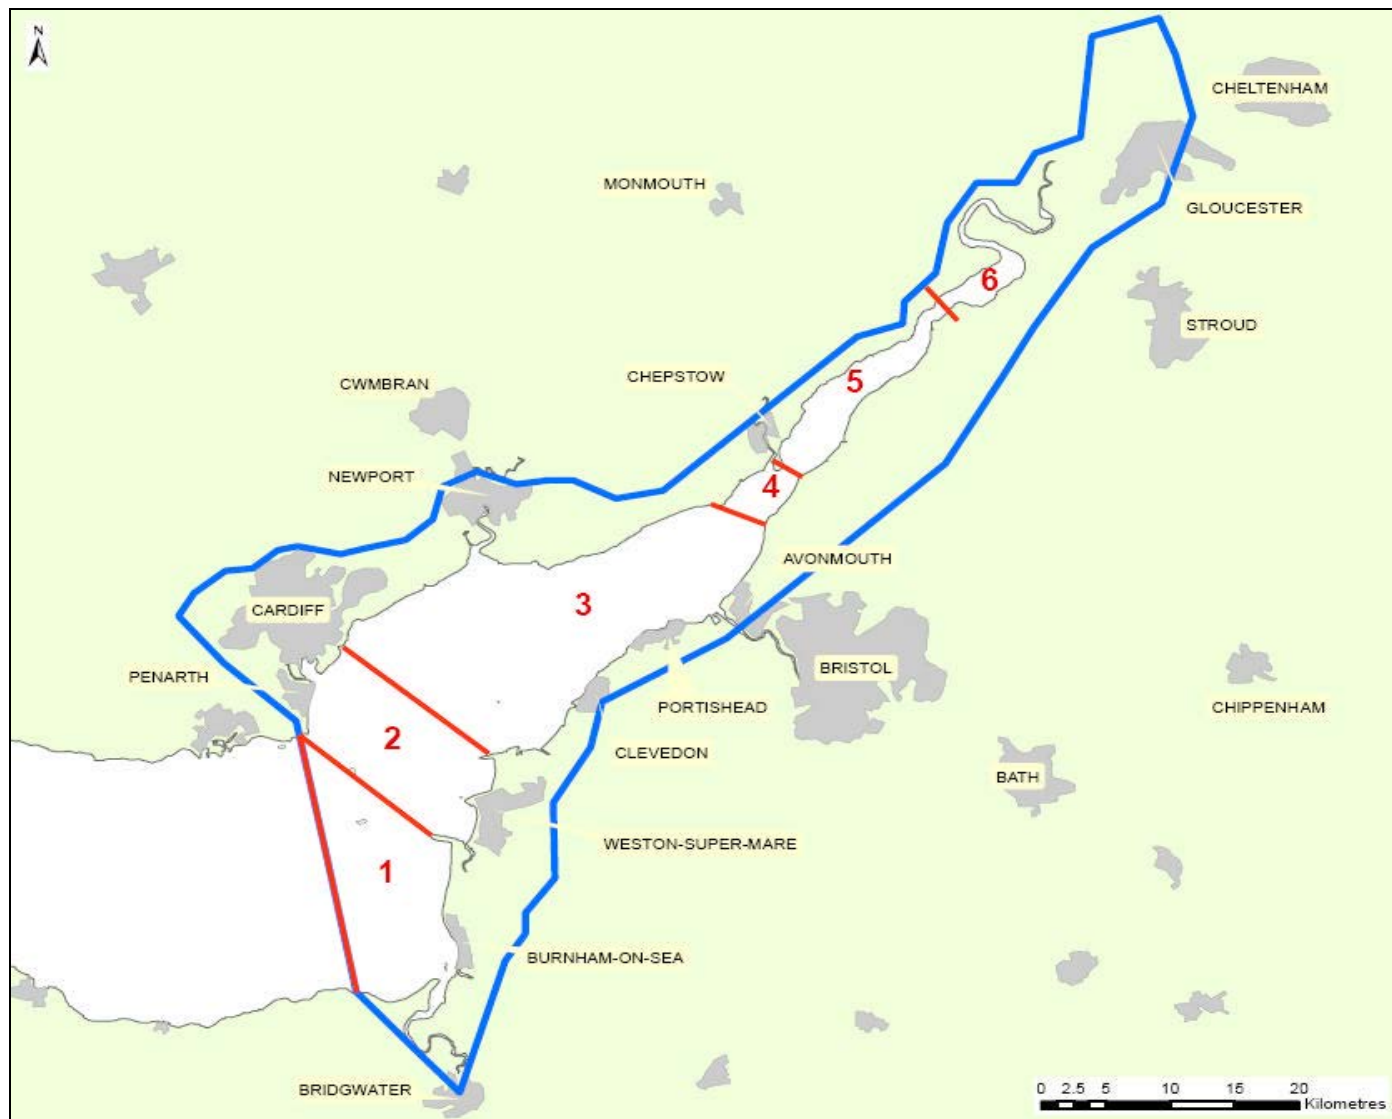 N
CHELTENHAM
MONMOUTH
GLOUCESTER
6
STROUD
CHEPSTOW
5
CWMBRAN
NEWPORT
4
AVONMOUTH
3
CARDIFF
BRISTOL
PENARTH
PORTISHEAD
CHIPPENHAM
2
CLEVEDON
BATH
WESTON-SUPER-MARE
1
BURNHAM-ON-SEA
BRIDGWATER
0 2.5 5 10 15 20
Kilometres